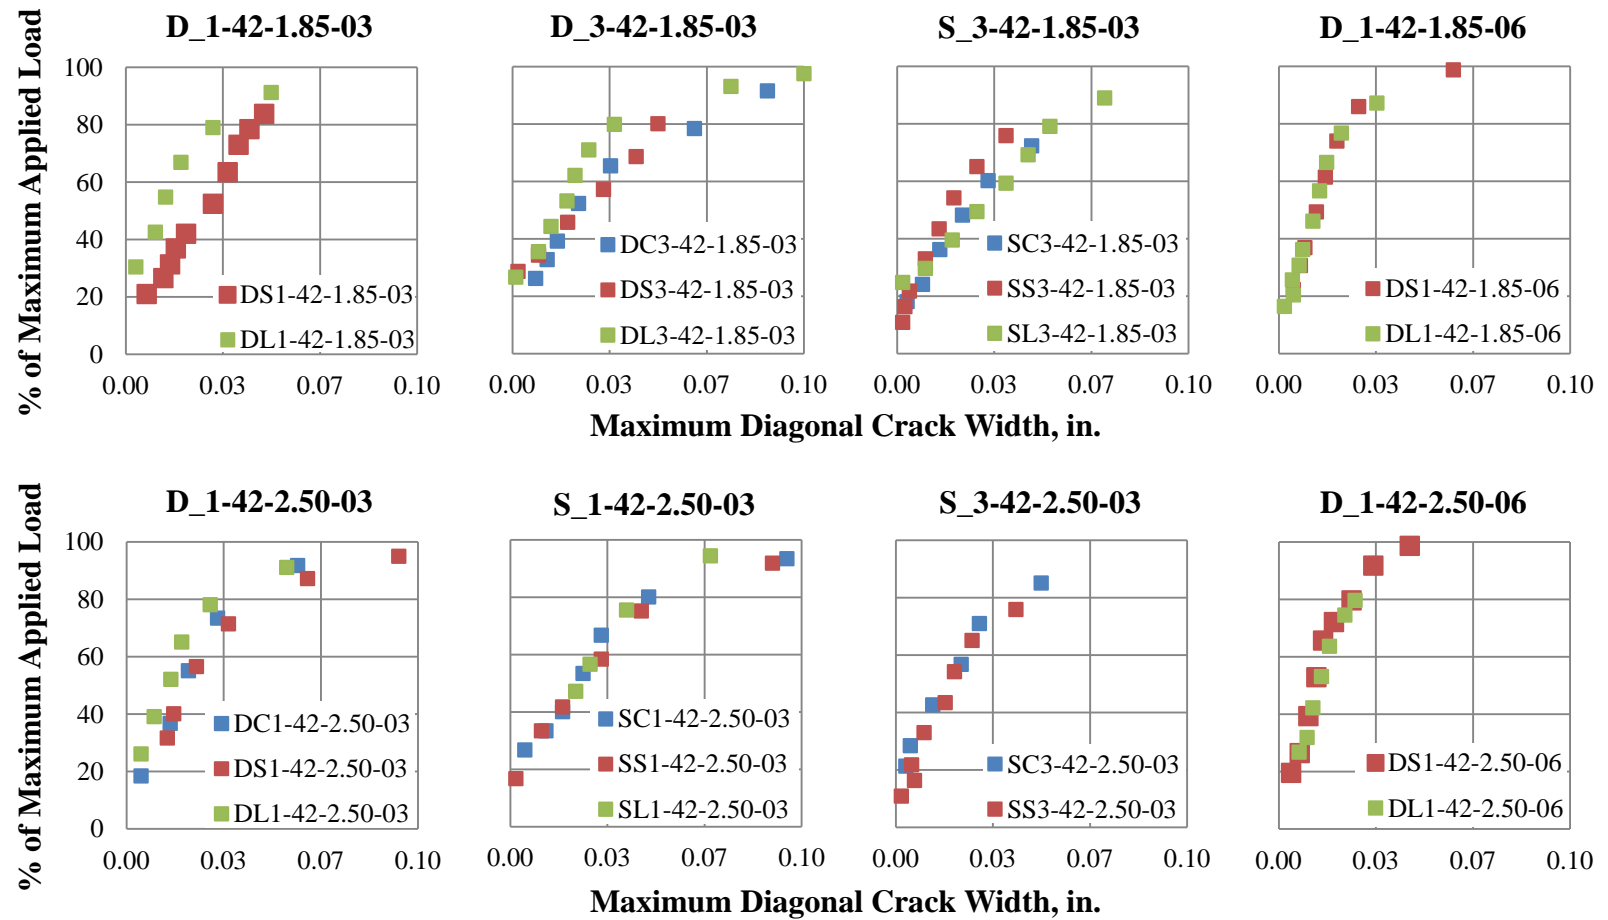 D_1-42-1.85-03
D_3-42-1.85-03
S_3-42-1.85-03
D_1-42-1.85-06
% of Maximum Applied Load
100
80
60
40
20
0
DS1-42-1.85-03
DL1-42-1.85-03
DC3-42-1.85-03
DS3-42-1.85-03
DL3-42-1.85-03
SC3-42-1.85-03
SS3-42-1.85-03
SL3-42-1.85-03
DS1-42-1.85-06
DL1-42-1.85-06
0.00 0.03 0.07 0.10
0.00 0.03 0.07 0.10
0.00 0.03 0.07 0.10
0.00 0.03 0.07 0.10
Maximum Diagonal Crack Width, in.
D_1-42-2.50-03
S_1-42-2.50-03
S_3-42-2.50-03
D_1-42-2.50-06
% of Maximum Applied Load
100
80
60
40
20
0
DC1-42-2.50-03
DS1-42-2.50-03
DL1-42-2.50-03
SC1-42-2.50-03
SS1-42-2.50-03
SL1-42-2.50-03
SC3-42-2.50-03
SS3-42-2.50-03
DS1-42-2.50-06
DL1-42-2.50-06
0.00 0.03 0.07 0.10
0.00 0.03 0.07 0.10
0.00 0.03 0.07 0.10
0.00 0.03 0.07 0.10
Maximum Diagonal Crack Width, in.